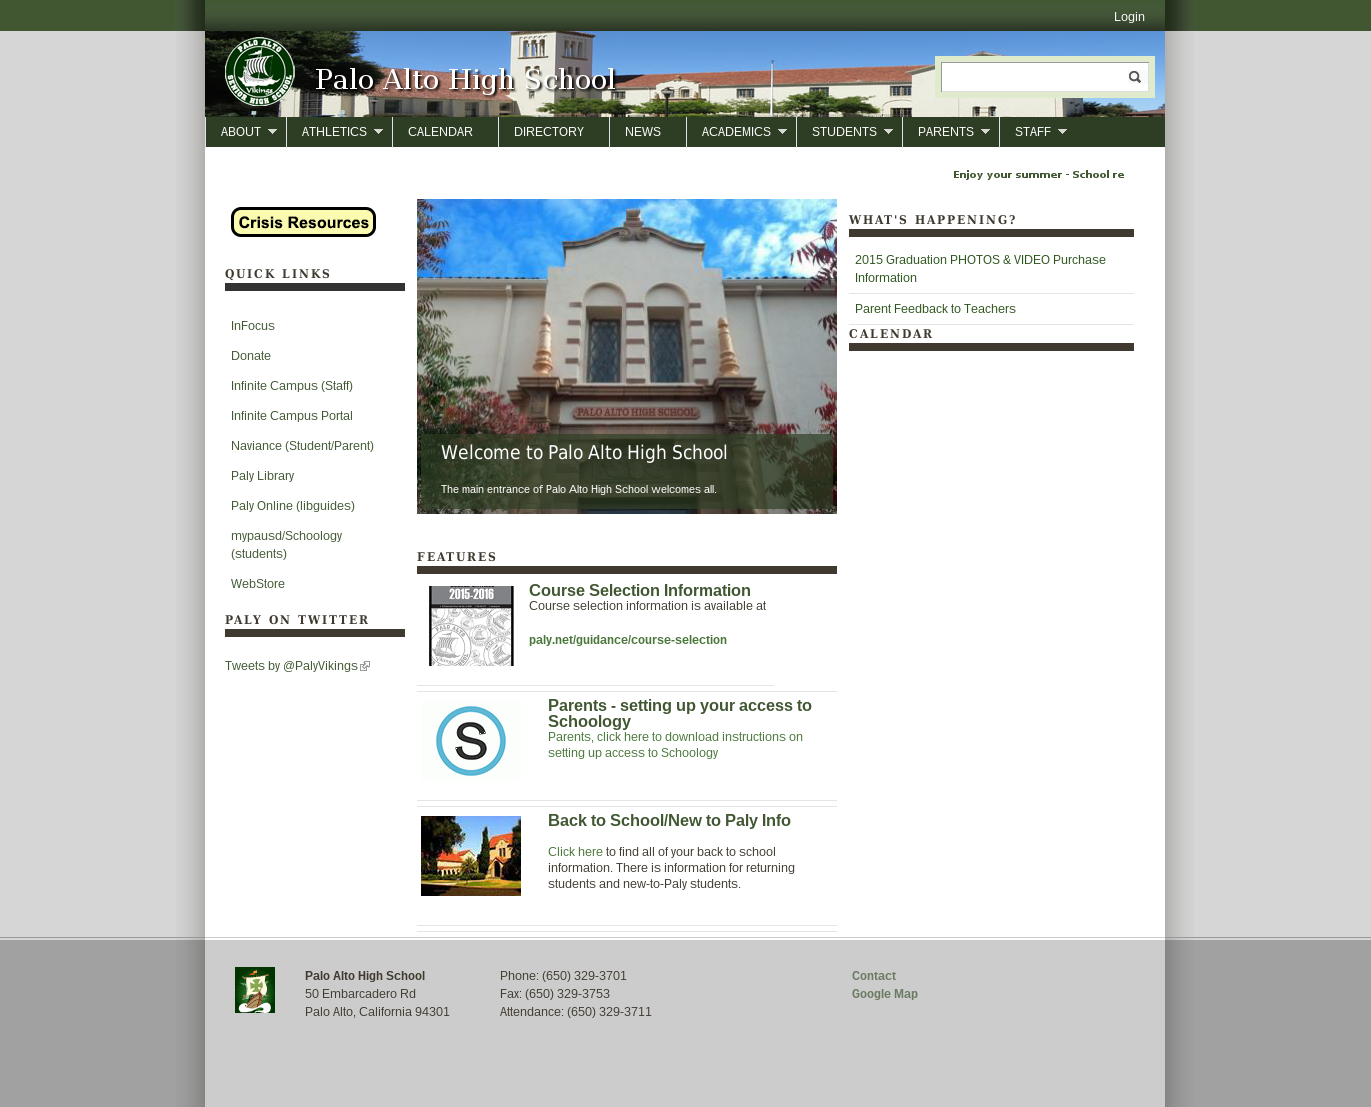 Login
PALO ALTO
Vikings
SENIOR HIGH SCHOOL
Palo Alto High School
ABOUT
ATHLETICS
CALENDAR
DIRECTORY
NEWS
ACADEMICS
STUDENTS
PARENTS
STAFF
Enjoy your summer - School re
Crisis Resources
QUICK LINKS
InFocus
Donate
Infinite Campus (Staff)
Infinite Campus Portal
Naviance (Student/Parent)
Paly Library
Paly Online (libguides)
mypausd/Schoology
(students)
WebStore
PALY ON TWITTER
Tweets by @PalyVikings
PALO ALTO HIGH SCHOOL
Welcome to Palo Alto High School
The main entrance of Palo Alto High School welcomes all.
FEATURES
2015-2016
Course Selection Information
Course selection information is available at
paly.net/guidance/course-selection
S
Parents - setting up your access to
Schoology
Parents, click here to download instructions on
setting up access to Schoology
Back to School/New to Paly Info
Click here to find all of your back to school
information. There is information for returning
students and new-to-Paly students.
WHAT'S HAPPENING?
2015 Graduation PHOTOS & VIDEO Purchase
Information
Parent Feedback to Teachers
CALENDAR
Palo Alto High School
50 Embarcadero Rd
Palo Alto, California 94301
Phone: (650) 329-3701
Fax: (650) 329-3753
Attendance: (650) 329-3711
Contact
Google Map